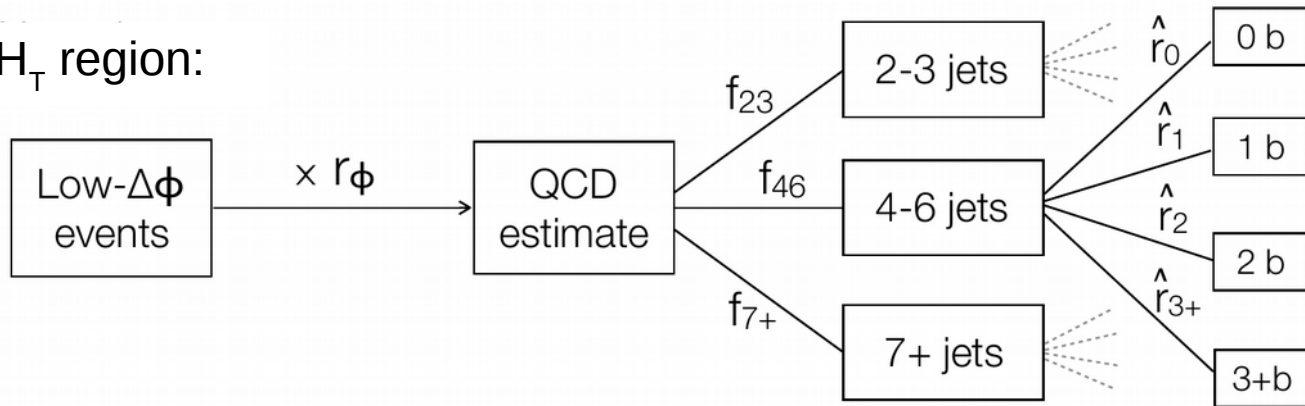 H_T region:
Low-Δϕ
events
× r_ϕ
QCD
estimate
f_23
f_46
f_7+
2-3 jets
4-6 jets
7+ jets
r̂_0
r̂_1
r̂_2
r̂_3+
0 b
1 b
2 b
3+b